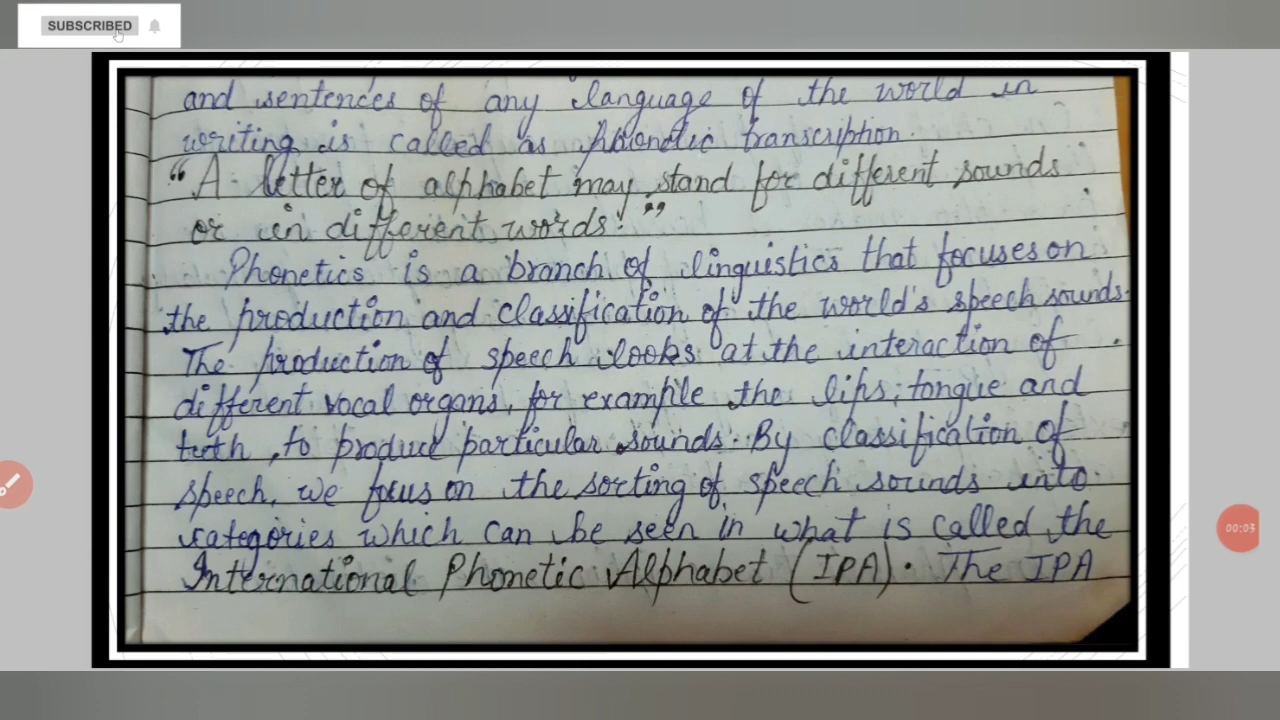 SUBSCRIBED
and sentences of any language of the world in
writing is called as phonetic transcription.
“A letter of alphabet may stand for different sounds
or in different words!”
Phonetics is a branch of linguistics that focuses on
the production and classification of the world's speech sounds.
The production of speech looks at the interaction of
different vocal organs, for example the lips, tongue and
teeth, to produce particular sounds. By classification of
speech, we focus on the sorting of speech sounds into
categories which can be seen in what is called the
International Phonetic Alphabet (IPA). The IPA
00:03